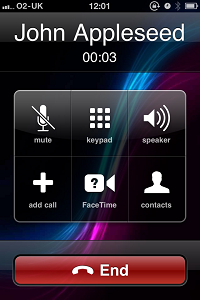 O2-UK 12:01
John Appleseed
00:03
mute keypad speaker
add call FaceTime contacts
End